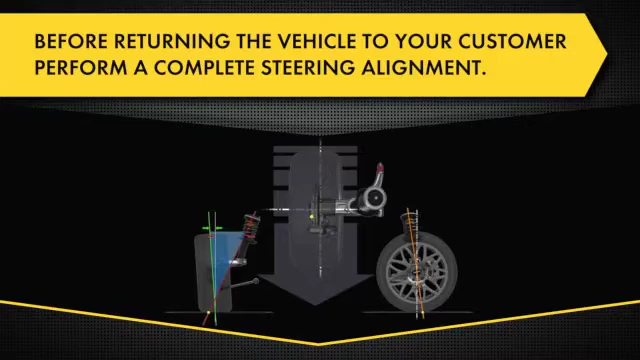 BEFORE RETURNING THE VEHICLE TO YOUR CUSTOMER
PERFORM A COMPLETE STEERING ALIGNMENT.